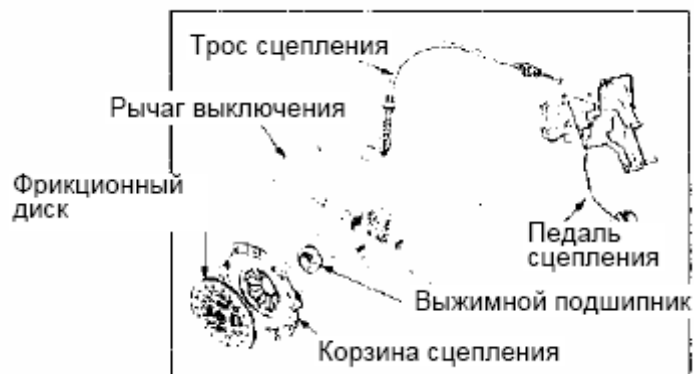 Трос сцепления
Рычаг выключения
Фрикционный
диск
Педаль
сцепления
Выжимной подшипник
Корзина сцепления